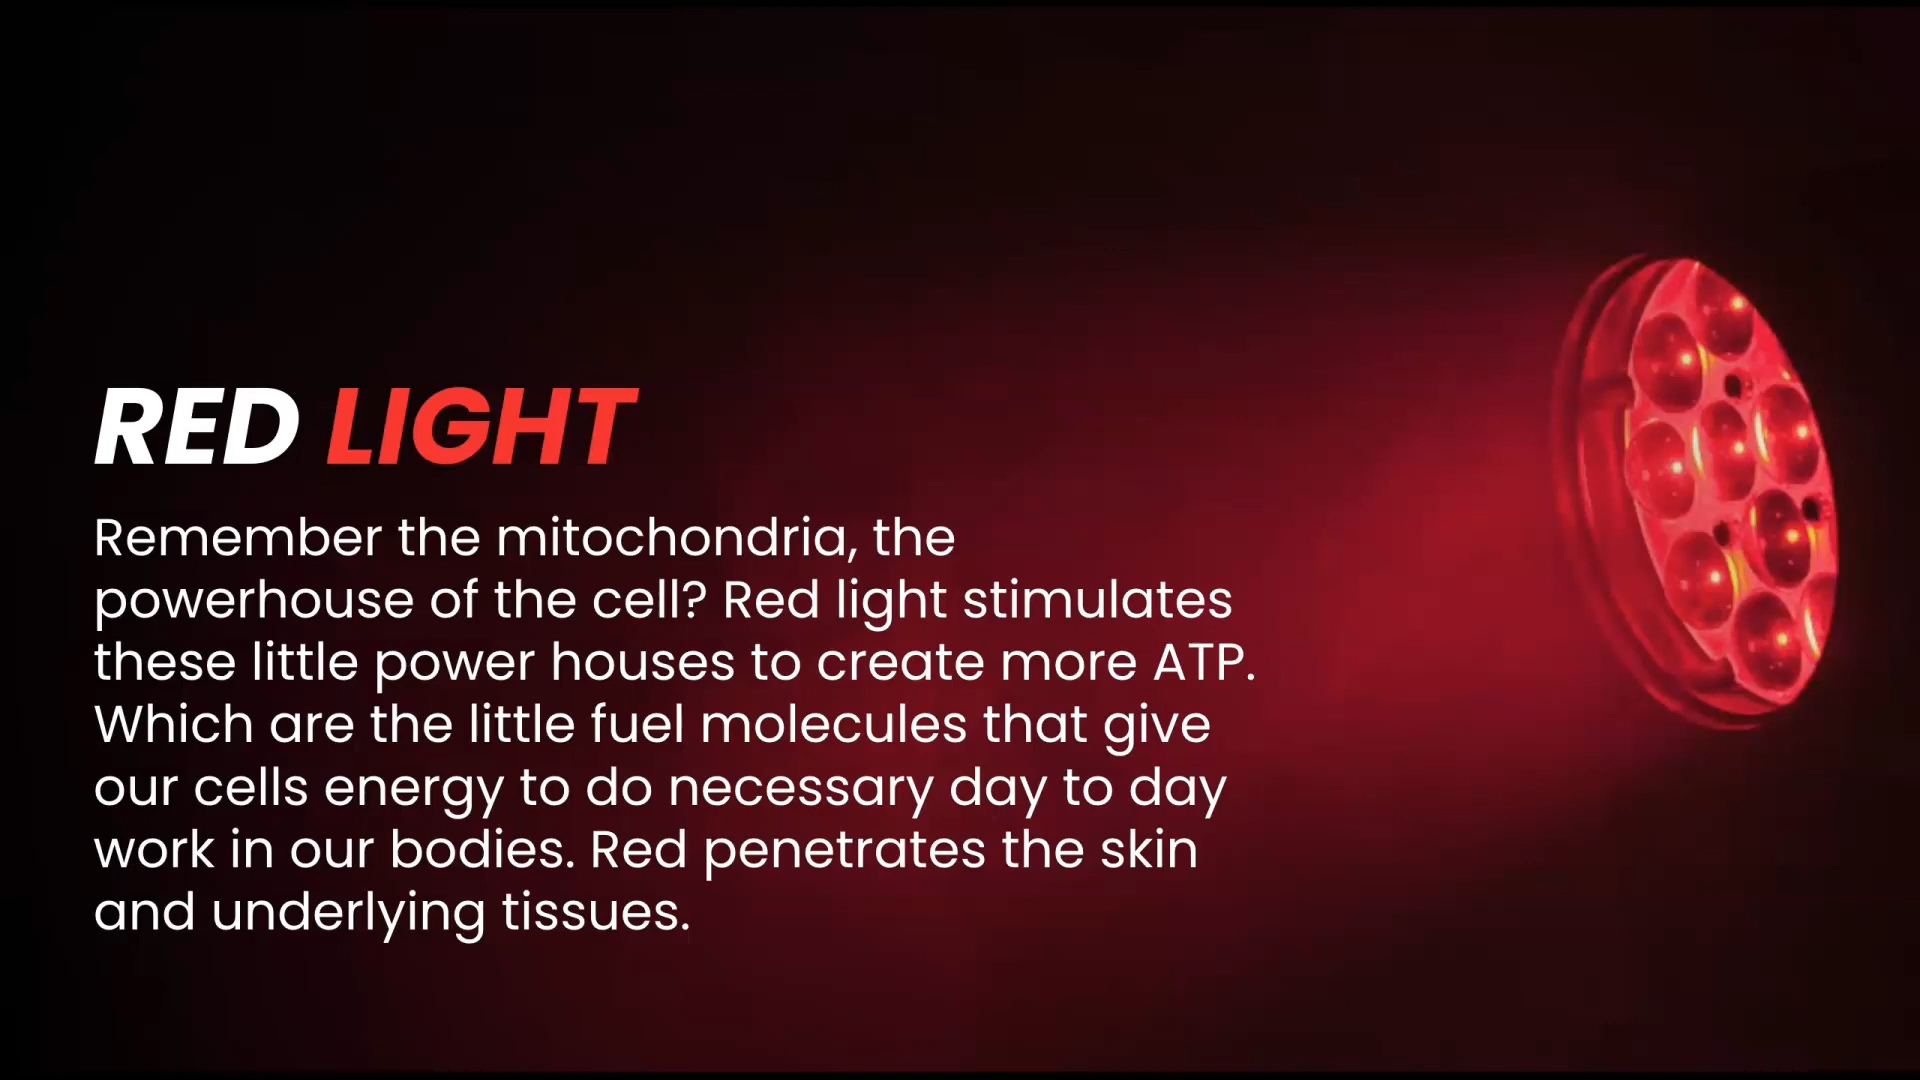 RED LIGHT
Remember the mitochondria, the
powerhouse of the cell? Red light stimulates
these little power houses to create more ATP.
Which are the little fuel molecules that give
our cells energy to do necessary day to day
work in our bodies. Red penetrates the skin
and underlying tissues.